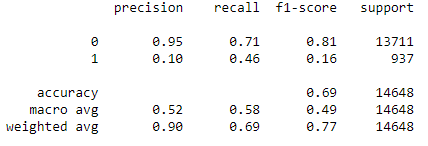 precision recall f1-score support
0 0.95 0.71 0.81 13711
1 0.10 0.46 0.16 937
accuracy 0.69 14648
macro avg 0.52 0.58 0.49 14648
weighted avg 0.90 0.69 0.77 14648